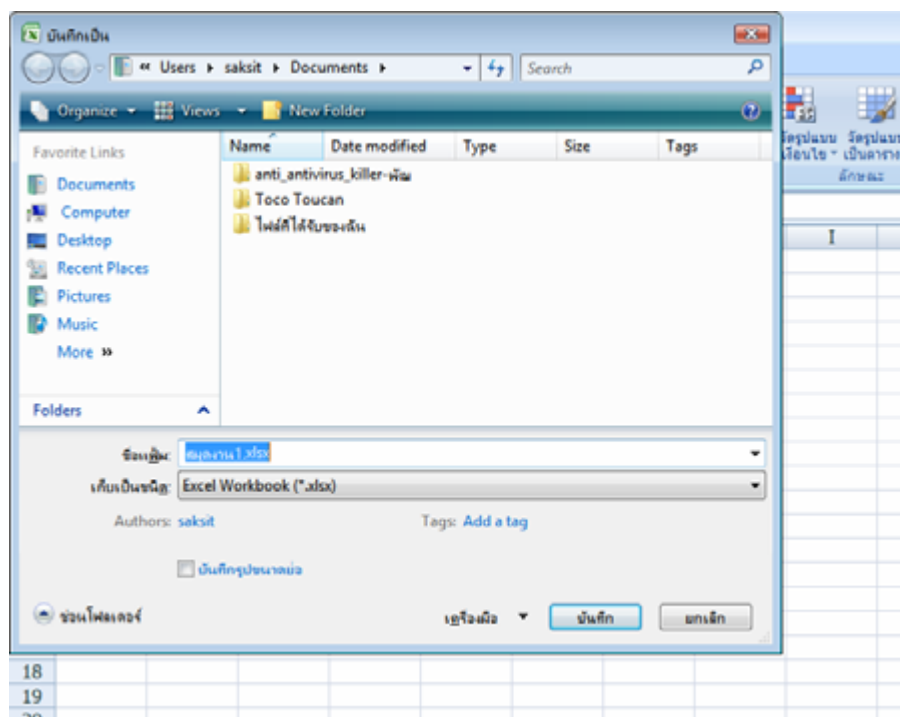 บันทึกเป็น
« Users Saksit Documents
Search
Organize Views New Folder
Favorite Links
Documents
Computer
Desktop
Recent Places
Pictures
Music
More »
Folders
Name Date modified Type Size Tags
anti_antivirus_killer-พัฒ
Toco Toucan
ไฟล์ที่ได้รับของฉัน
ชื่อแฟ้ม: สมุดงาน1.xlsx
เก็บเป็นชนิด: Excel Workbook (*.xlsx)
Authors: saksit Tags: Add a tag
บันทึกรูปขนาดย่อ
ซ่อนโฟลเดอร์ เครื่องมือ บันทึก ยกเลิก
จัดรูปแบบ จัดรูปแบบ
เงื่อนไข เป็นตาราง
ลักษณะ
I
18
19